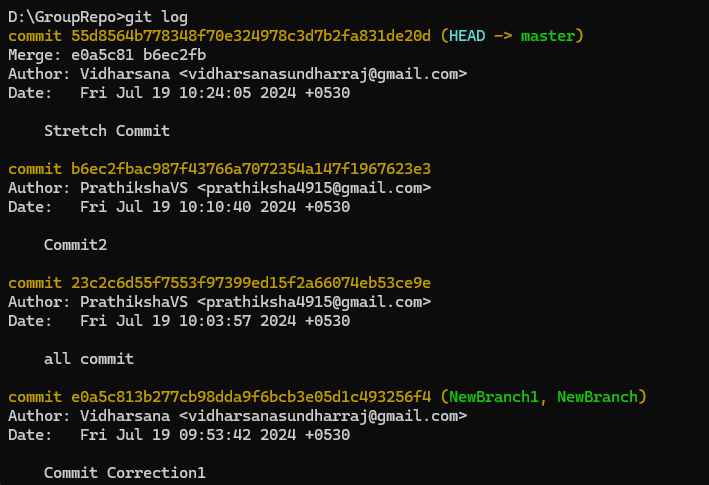 D:\GroupRepo>git log
commit 55d8564b778348f70e324978c3d7b2fa831de20d (HEAD -> master)
Merge: e0a5c81 b6ec2fb
Author: Vidharsana <vidharsanasundharraj@gmail.com>
Date:   Fri Jul 19 10:24:05 2024 +0530
Stretch Commit
commit b6ec2fbac987f43766a7072354a147f1967623e3
Author: PrathikshaVS <prathiksha4915@gmail.com>
Date:   Fri Jul 19 10:10:40 2024 +0530
Commit2
commit 23c2c6d55f7553f97399ed15f2a66074eb53ce9e
Author: PrathikshaVS <prathiksha4915@gmail.com>
Date:   Fri Jul 19 10:03:57 2024 +0530
all commit
commit e0a5c813b277cb98dda9f6bcb3e05d1c493256f4 (NewBranch1, NewBranch)
Author: Vidharsana <vidharsanasundharraj@gmail.com>
Date:   Fri Jul 19 09:53:42 2024 +0530
Commit Correction1